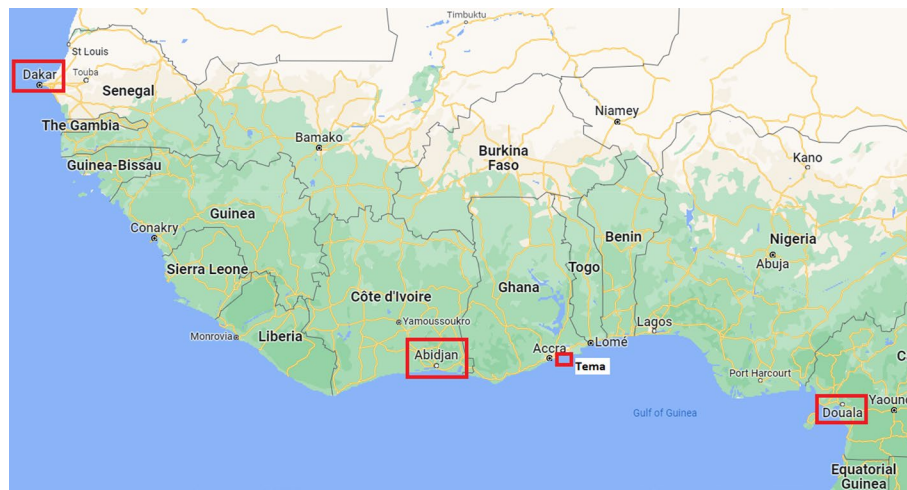 Timbuktu
St Louis
Dakar
Touba
Senegal
Niamey
The Gambia
Bamako
Burkina
Faso
Kano
Guinea-Bissau
Guinea
Conakry
Benin
Nigeria
Abuja
Sierra Leone
Togo
Ghana
Côte d'Ivoire
Yamoussoukro
Lagos
Monrovia
Liberia
Abidjan
Accra
Lomé
Tema
Port Harcourt
Gulf of Guinea
Douala
Yaoun
Equatorial
Guinea